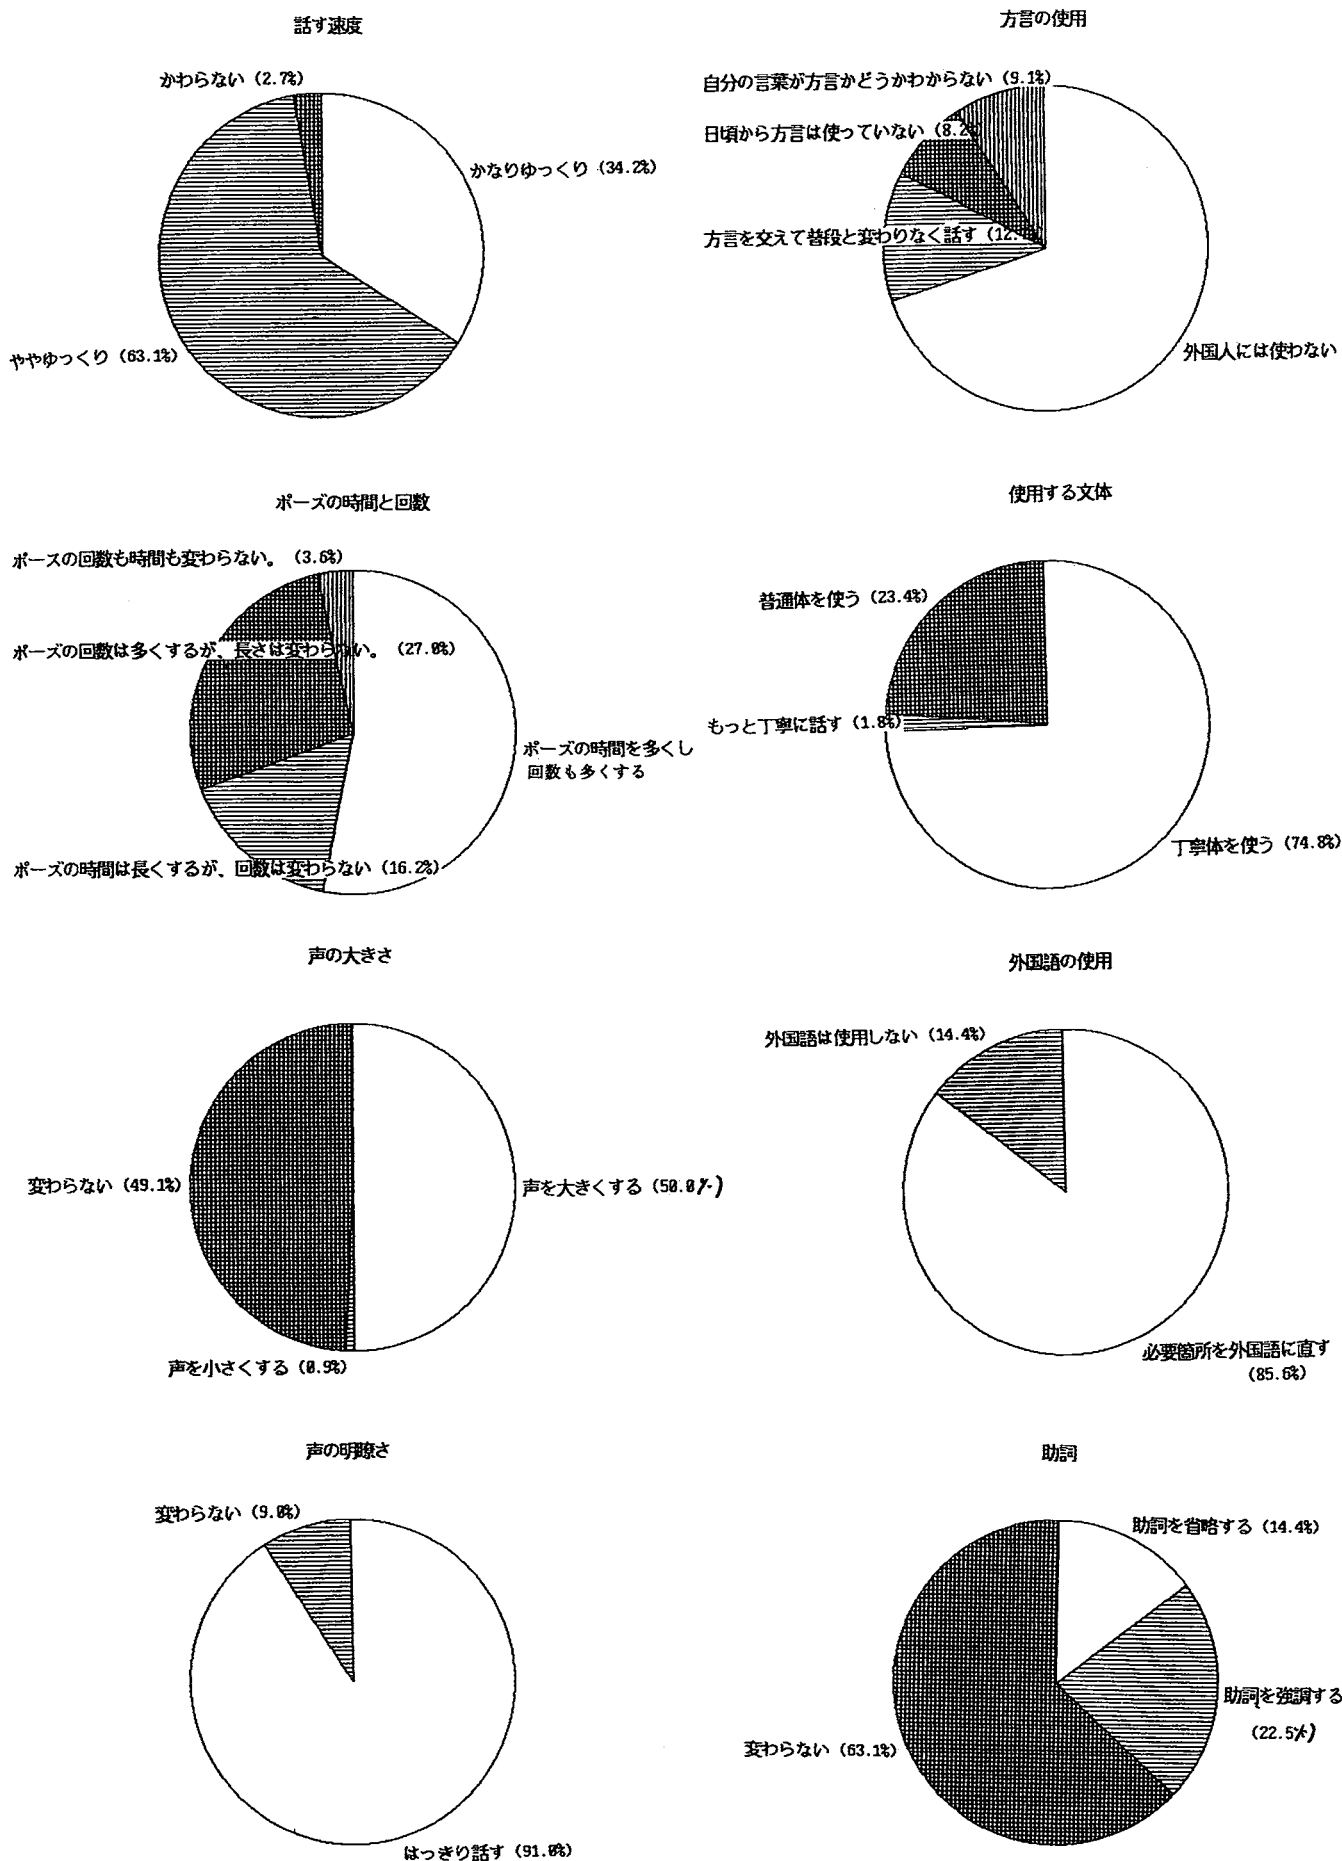 話す速度
かわらない (2.7%)
かなりゆっくり (34.2%)
ややゆっくり (63.1%)
方言の使用
自分の言葉が方言かどうかわからない (9.1%)
日頃から方言は使っていない (8.2
方言を交えて普段と変わりなく話す (12.
外国人には使わない
ポーズの時間と回数
ポーズの回数も時間も変わらない。 (3.6%)
ポーズの回数は多くするが、長さは変わらない。 (27.0%)
ポーズの時間を多くし
回数も多くする
ポーズの時間は長くするが、回数は変わらない (16.2%)
使用する文体
普通体を使う (23.4%)
もっと丁寧に話す (1.8%)
丁寧体を使う (74.8%)
声の大きさ
変わらない (49.1%)
声を大きくする (50.0%)
声を小さくする (0.9%)
外国語の使用
外国語は使用しない (14.4%)
必要箇所を外国語に直す
(85.6%)
声の明瞭さ
変わらない (9.0%)
はっきり話す (91.0%)
助詞
助詞を省略する (14.4%)
助詞を強調する
(22.5%)
変わらない (63.1%)